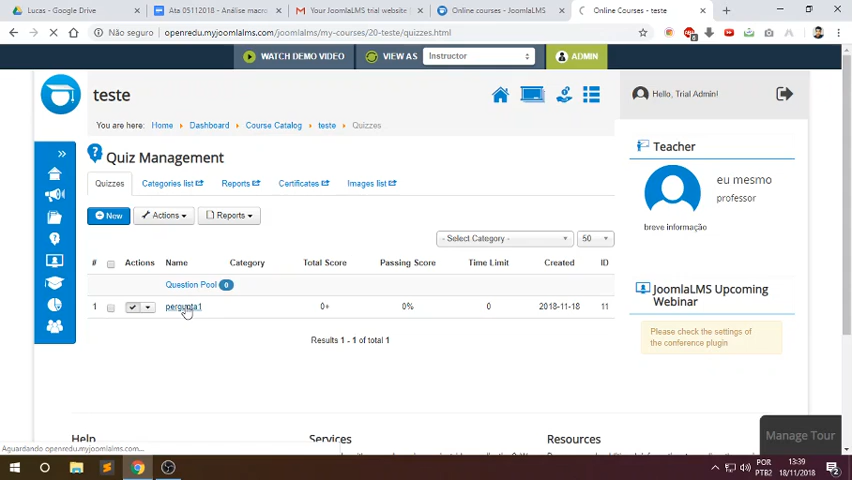 Lucas - Google Drive
Ata 05112018 - Análise macro
Your JoomlaLMS trial website
Online courses - JoomlaLMS
Online Courses - teste
Não seguro
openredu.myjoomlalms.com/joomlalms/my-courses/20-teste/quizzes.html
WATCH DEMO VIDEO
VIEW AS
Instructor
ADMIN
teste
Hello, Trial Admin!
You are here: Home Dashboard Course Catalog teste Quizzes
Quiz Management
Teacher
eu mesmo
professor
breve informação
Quizzes Categories list Reports Certificates Images list
New Actions Reports
- Select Category - 50
# Actions Name Category Total Score Passing Score Time Limit Created ID
Question Pool 0
1 pergunta1 0+ 0% 0 2018-11-18 11
Results 1 - 1 of total 1
JoomlaLMS Upcoming
Webinar
Please check the settings of
the conference plugin
Manage Tour
Help Services Resources
Aguardando openredu.myjoomlalms.com...
POR
PTB2
13:39
18/11/2018
2